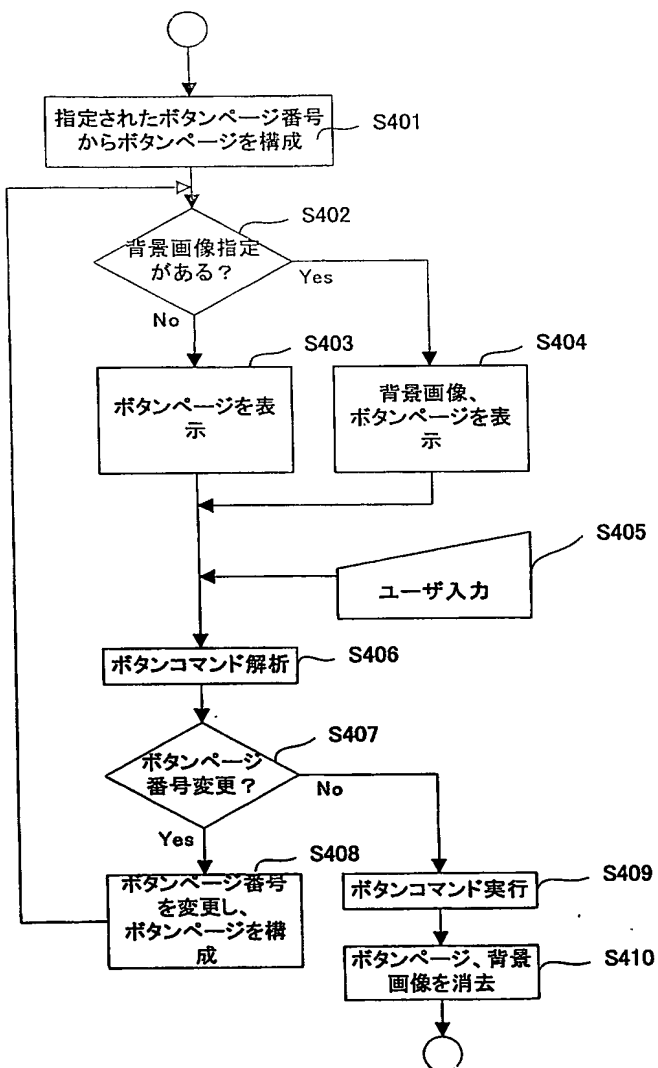 指定されたボタンページ番号
からボタンページを構成
S401
S402
背景画像指定
がある?
Yes
No
S403
S404
ボタンページを表
示
背景画像、
ボタンページを表
示
S405
ユーザ入力
ボタンコマンド解析
S406
S407
ボタンページ
番号変更?
No
Yes
S408
ボタンページ番号
を変更し、
ボタンページを構
成
ボタンコマンド実行
S409
ボタンページ、背景
画像を消去
S410